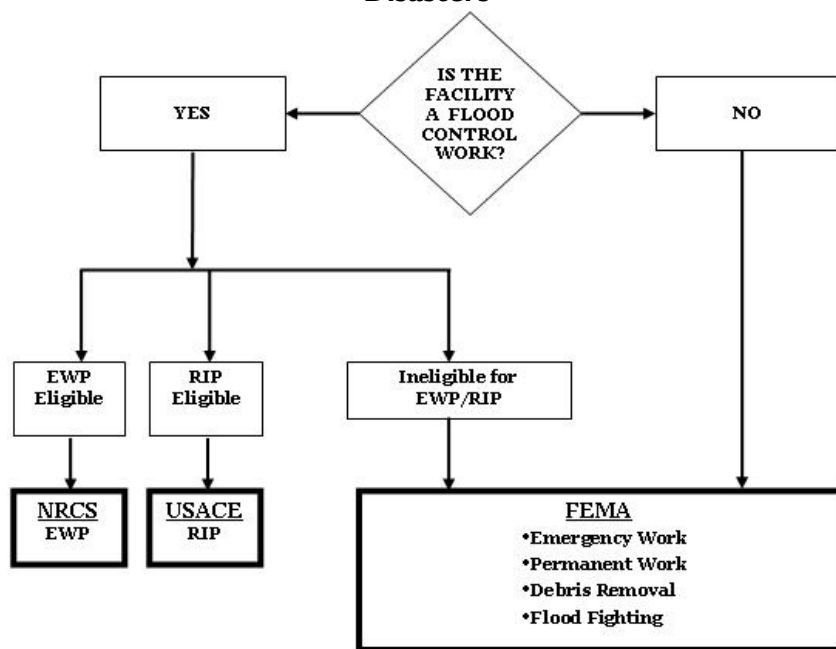 IS THE
FACILITY
A FLOOD
CONTROL
WORK?
YES
NO
EWP
Eligible
RIP
Eligible
Ineligible for
EWP/RIP
NRCS
EWP
USACE
RIP
FEMA
•Emergency Work
•Permanent Work
•Debris Removal
•Flood Fighting